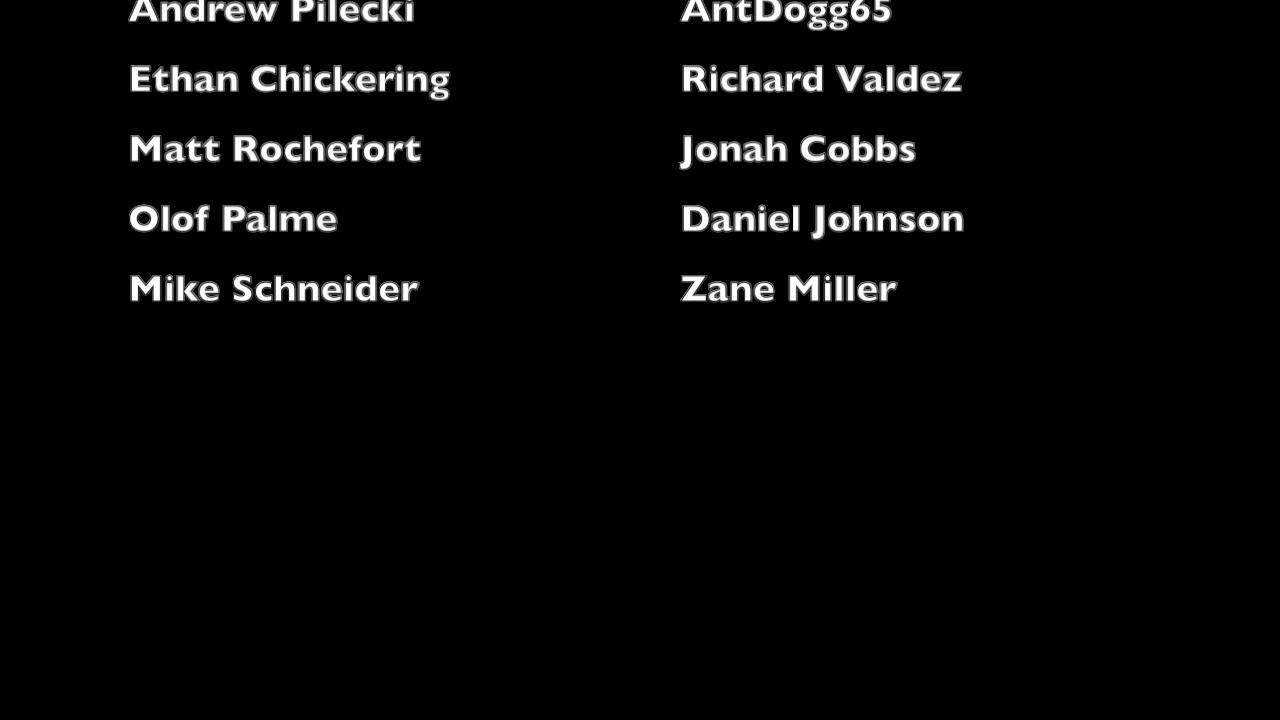 Andrew Pilecki AntDogg65
Ethan Chickering Richard Valdez
Matt Rochefort Jonah Cobbs
Olof Palme Daniel Johnson
Mike Schneider Zane Miller